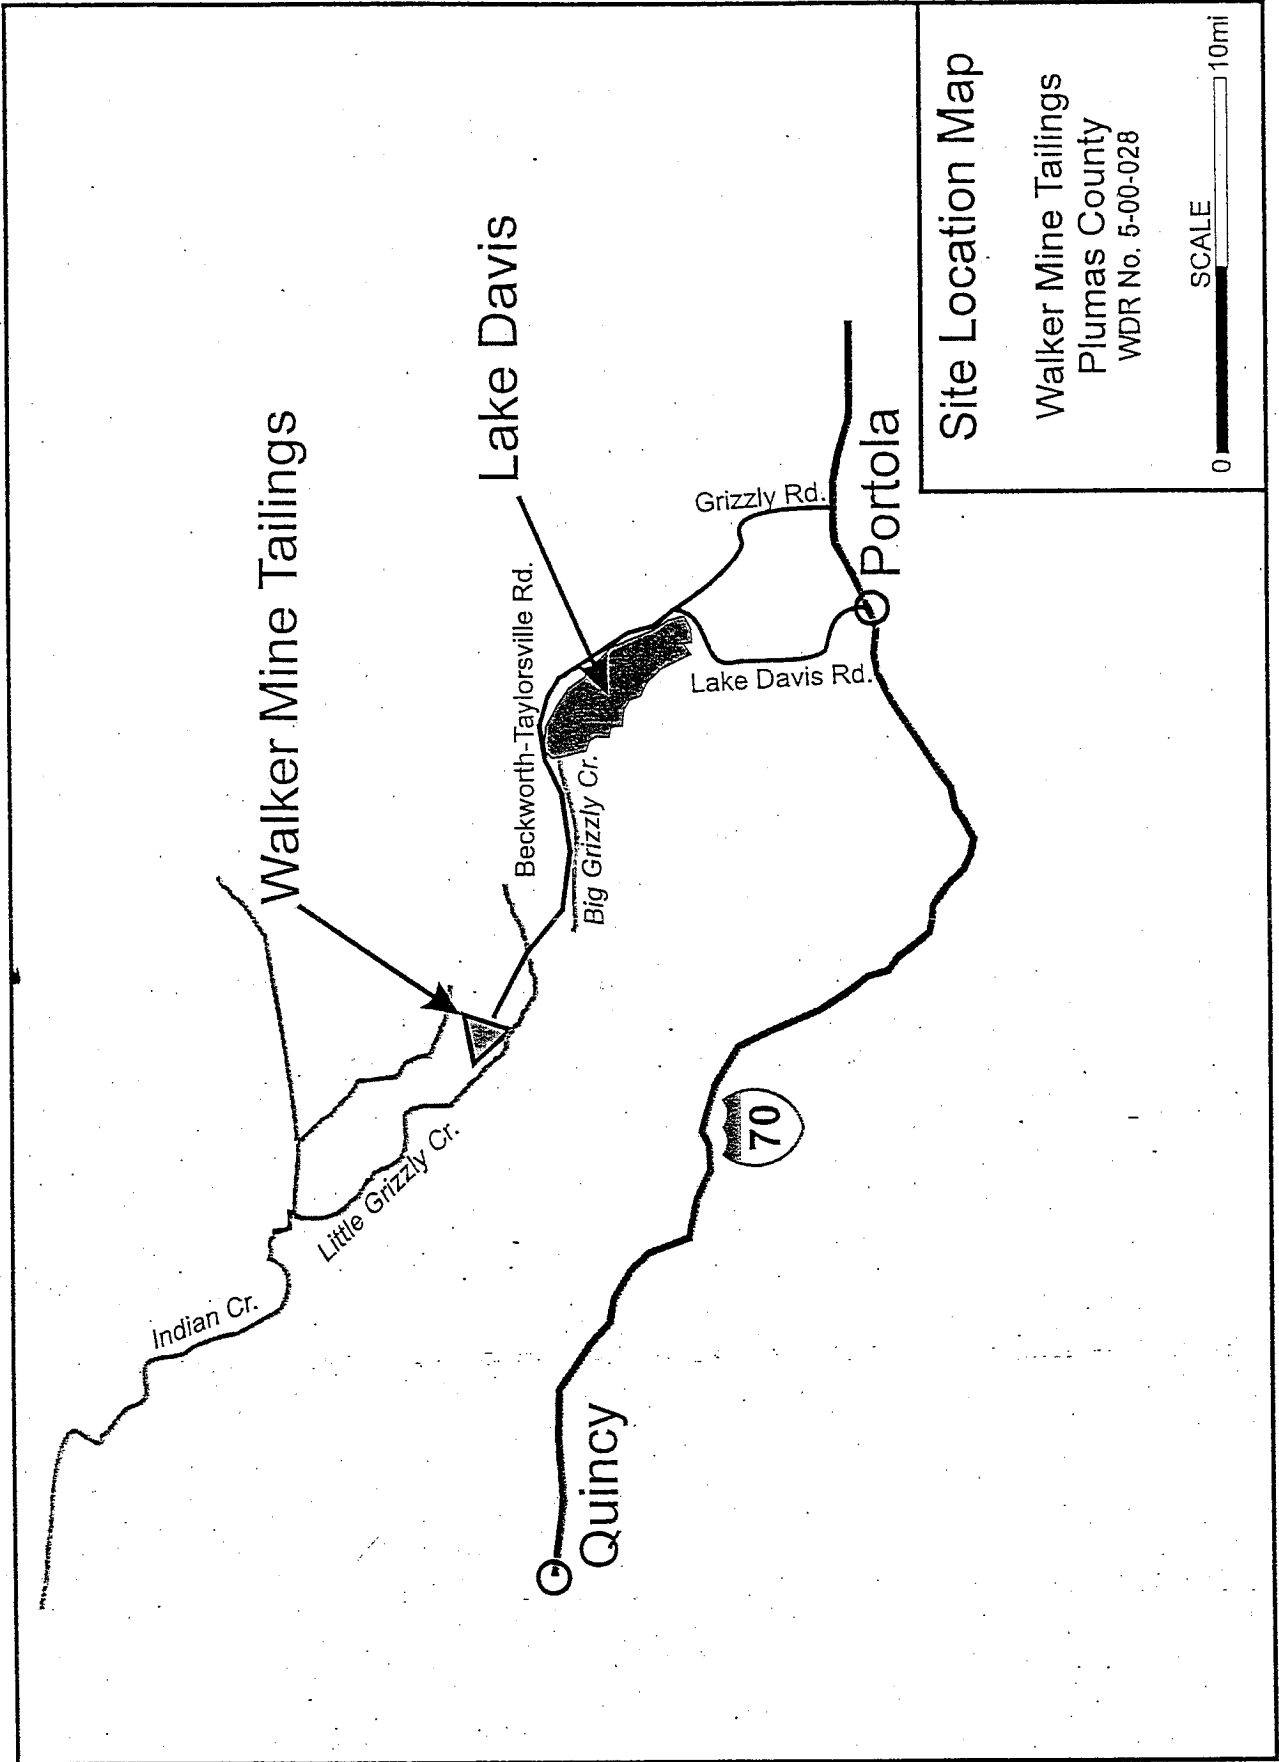 Walker Mine Tailings
Lake Davis
Beckworth-Taylorsville Rd.
Big Grizzly Cr.
Grizzly Rd.
Lake Davis Rd.
Portola
Indian Cr.
Little Grizzly Cr.
70
Quincy
Site Location Map
Walker Mine Tailings
Plumas County
WDR No. 5-00-028
SCALE
0 10mi